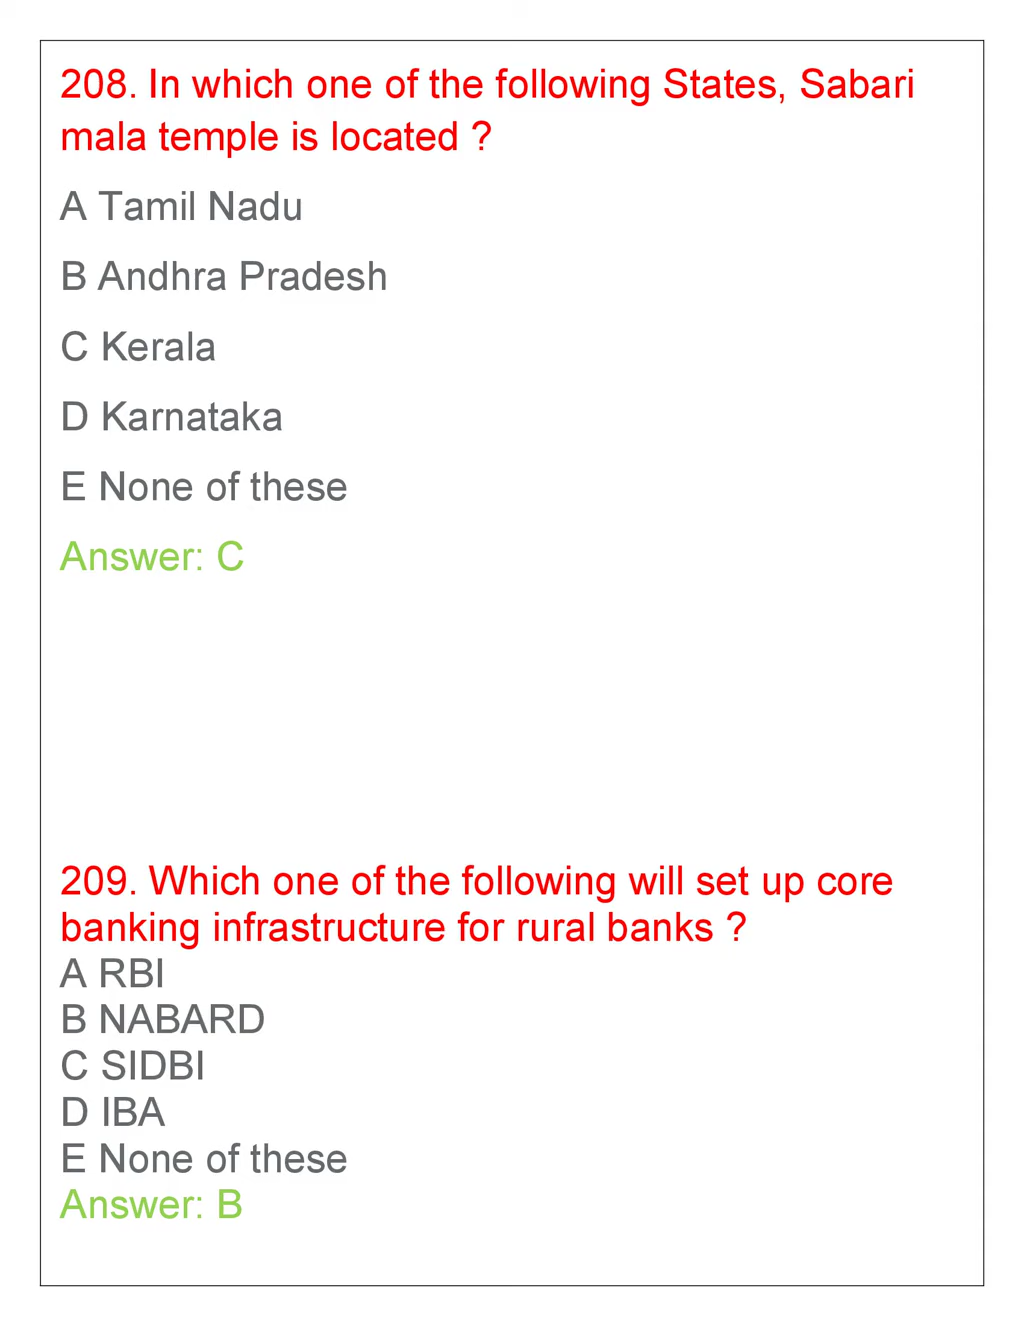 208. In which one of the following States, Sabari
mala temple is located ?
A Tamil Nadu
B Andhra Pradesh
C Kerala
D Karnataka
E None of these
Answer: C
209. Which one of the following will set up core
banking infrastructure for rural banks ?
A RBI
B NABARD
C SIDBI
D IBA
E None of these
Answer: B